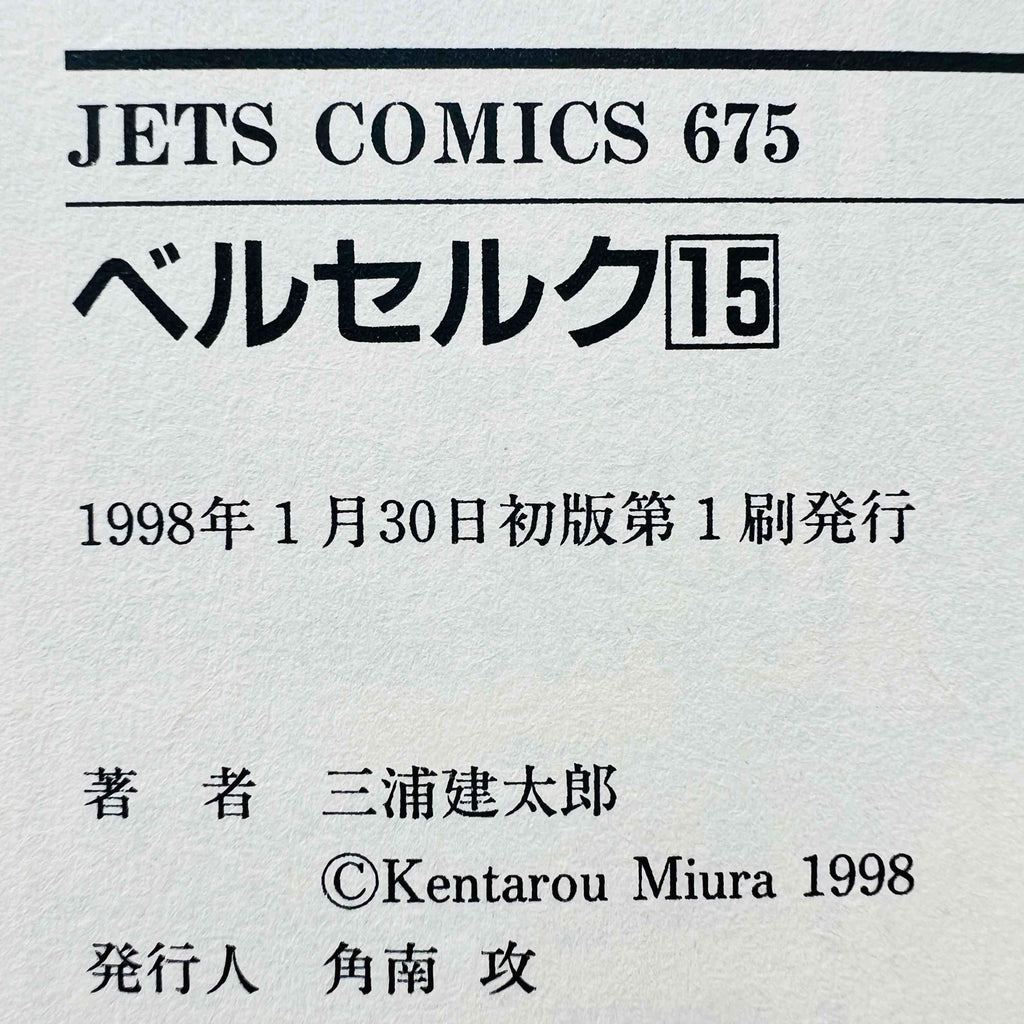 JETS COMICS 675
ベルセルク15
1998年1月30日初版第1刷発行
著 者 三浦建太郎
©Kentarou Miura 1998
発行人 角南 攻